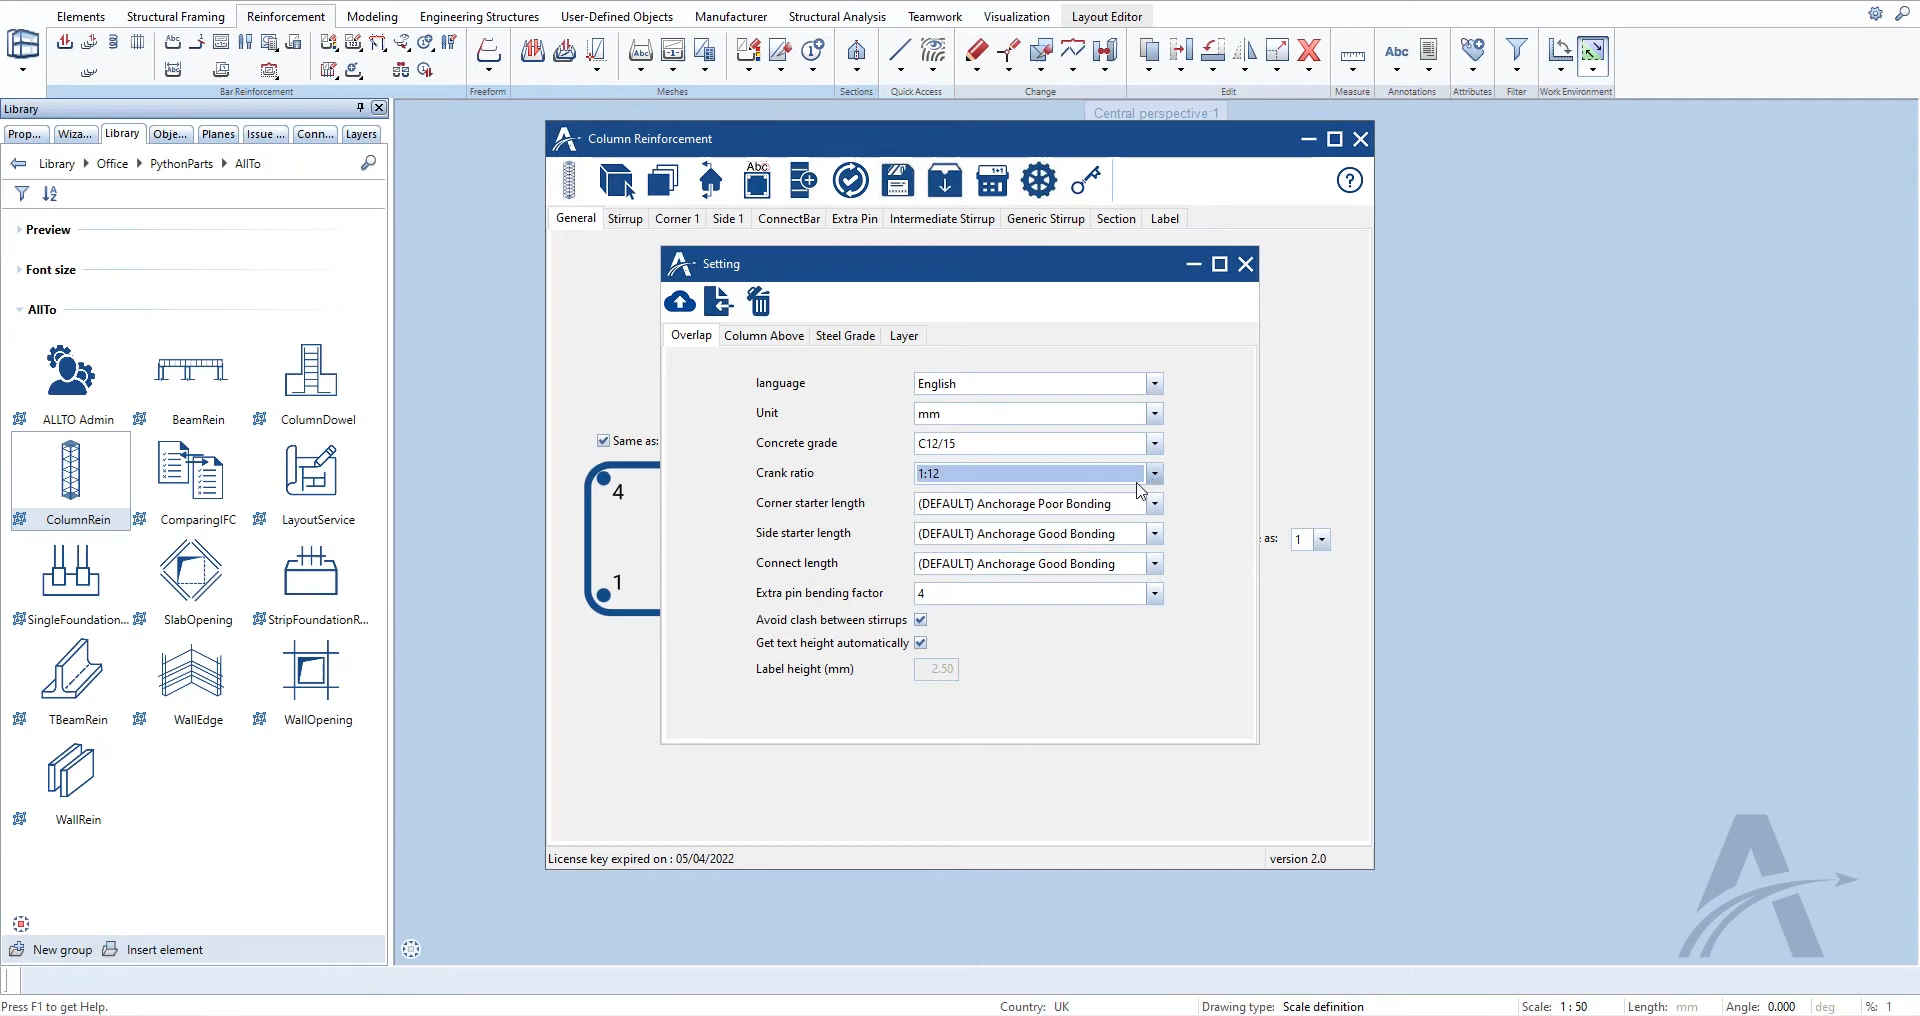 Elements Structural Framing Reinforcement Modeling Engineering Structures User-Defined Objects Manufacturer Structural Analysis Teamwork Visualization Layout Editor
Bar Reinforcement Freeform Meshes Sections Quick Access Change Edit Measure Annotations Attributes Filter Work Environment
Library
Prop... Wiza... Library Obje... Planes Issue ... Conn... Layers
Library Office PythonParts AllTo
Preview
Font size
AllTo
ALLTO Admin BeamRein ColumnDowel
ColumnRein ComparingIFC LayoutService
SingleFoundation... SlabOpening StripFoundationR...
TBeamRein WallEdge WallOpening
WallRein
New group Insert element
Central perspective:1
Column Reinforcement
Abc
General Stirrup Corner 1 Side 1 ConnectBar Extra Pin Intermediate Stirrup Generic Stirrup Section Label
Same as:
4
1
as: 1
Setting
Overlap Column Above Steel Grade Layer
language English
Unit mm
Concrete grade C12/15
Crank ratio 1:12
Corner starter length (DEFAULT) Anchorage Poor Bonding
Side starter length (DEFAULT) Anchorage Good Bonding
Connect length (DEFAULT) Anchorage Good Bonding
Extra pin bending factor 4
Avoid clash between stirrups
Get text height automatically
Label height (mm) 2.50
License key expired on : 05/04/2022 version 2.0
Press F1 to get Help. Country: UK Drawing type: Scale definition Scale: 1 : 50 Length: mm Angle: 0.000 deg %: 1